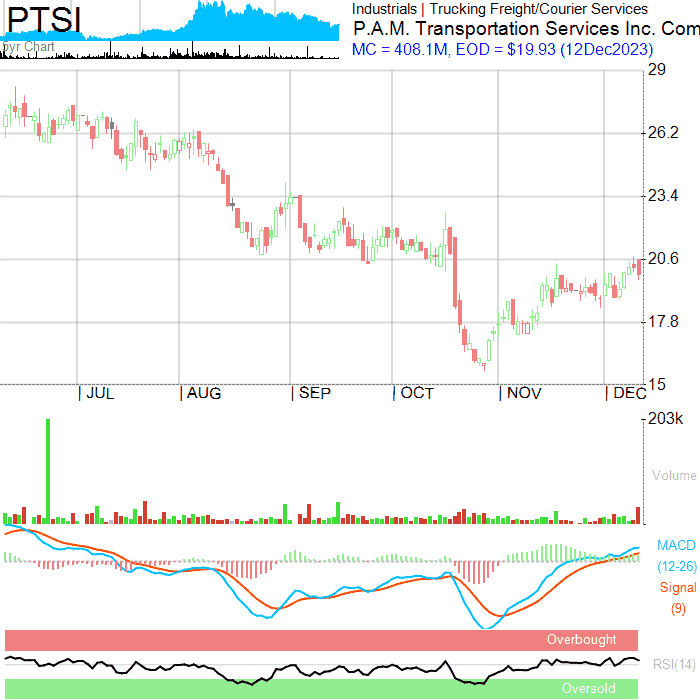 PTSI
5yr Chart
Industrials | Trucking Freight/Courier Services
P.A.M. Transportation Services Inc. Com
MC = 408.1M, EOD = $19.93 (12Dec2023)
29
26.2
23.4
20.6
17.8
15
JUL AUG SEP OCT NOV DEC
203k
Volume
MACD
(12-26)
Signal
(9)
Overbought
RSI(14)
Oversold